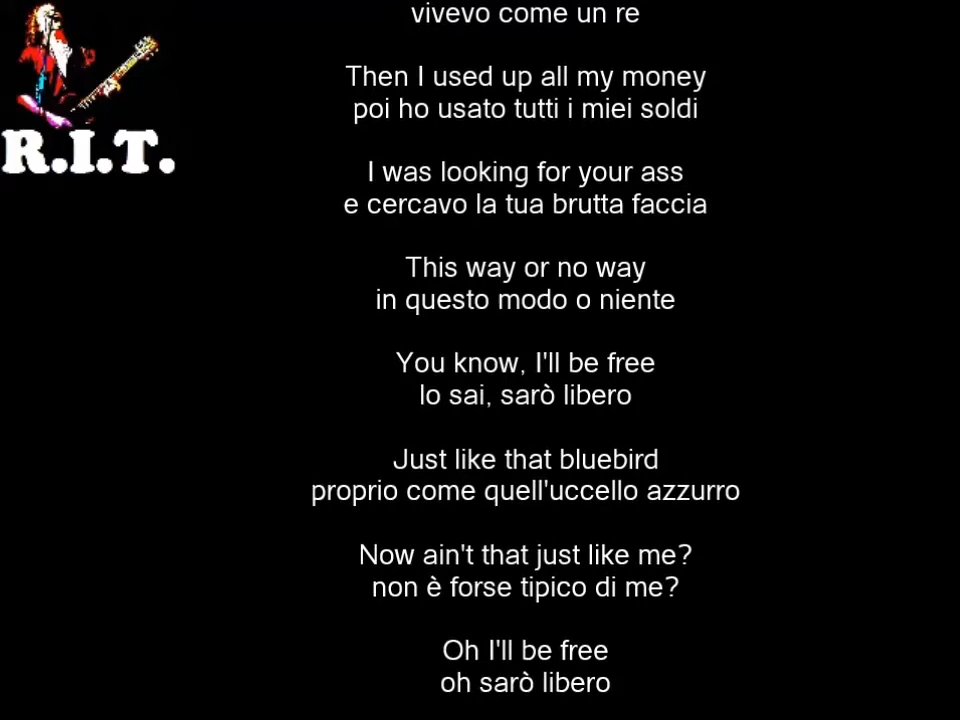 vivevo come un re
Then I used up all my money
poi ho usato tutti i miei soldi
I was looking for your ass
e cercavo la tua brutta faccia
This way or no way
in questo modo o niente
You know, I'll be free
lo sai, sarò libero
Just like that bluebird
proprio come quell'uccello azzurro
Now ain't that just like me?
non è forse tipico di me?
Oh I'll be free
oh sarò libero
R.I.T.